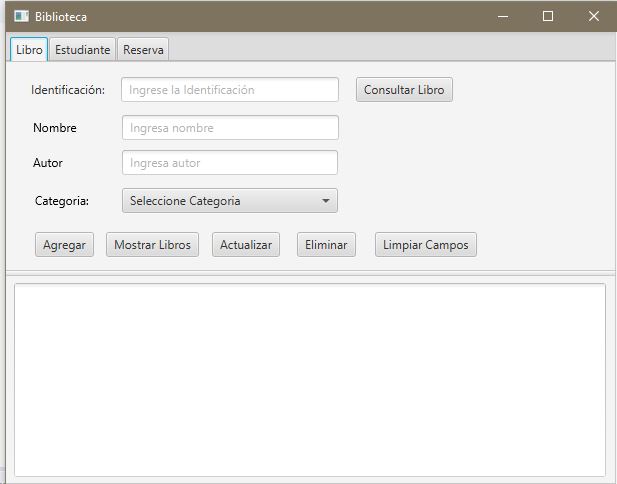 Biblioteca
Libro Estudiante Reserva
Identificación: Ingrese la Identificación Consultar Libro
Nombre Ingresa nombre
Autor Ingresa autor
Categoria: Seleccione Categoria
Agregar Mostrar Libros Actualizar Eliminar Limpiar Campos